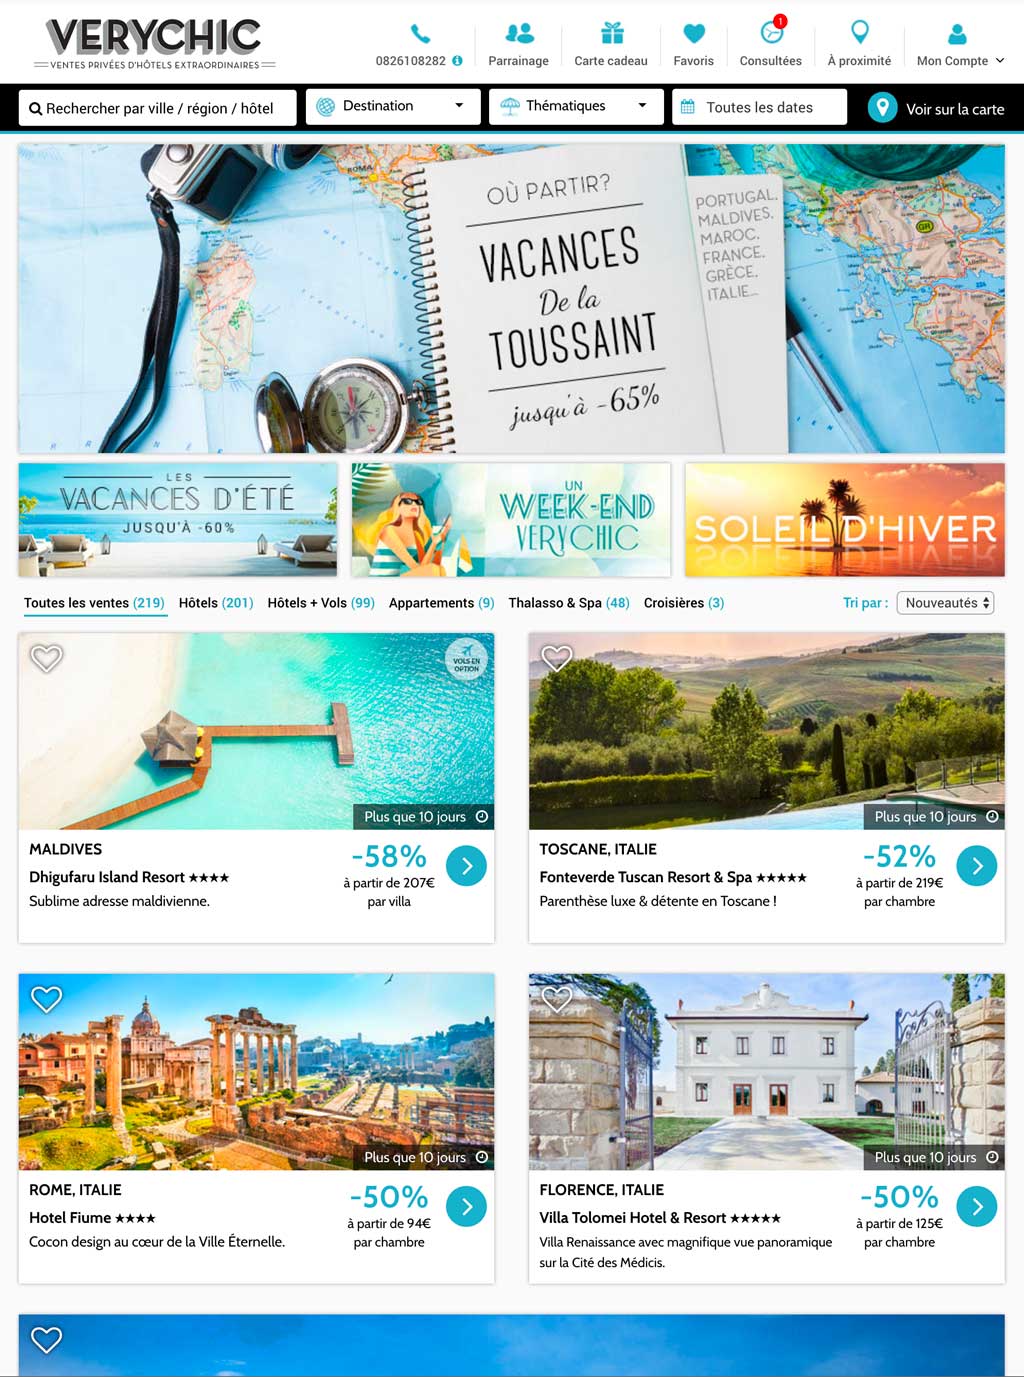 VERYCHIC
VENTES PRIVÉES D'HÔTELS EXTRAORDINAIRES
0826108282
Parrainage
Carte cadeau
Favoris
1
Consultées
À proximité
Mon Compte
Rechercher par ville / région / hôtel
Destination
Thématiques
Toutes les dates
Voir sur la carte
ROMA
GR
OÙ PARTIR?
VACANCES
De la
TOUSSAINT
jusqu'à -65%
PORTUGAL,
MALDIVES,
MAROC,
FRANCE,
GRÈCE,
ITALIE...
LES
VACANCES D'ÉTÉ
JUSQU'À -60%
UN
WEEK-END
VERYCHIC
SOLEIL D'HIVER
Toutes les ventes (219)
Hôtels (201)
Hôtels + Vols (99)
Appartements (9)
Thalasso & Spa (48)
Croisières (3)
Tri par :
Nouveautés
VOLS EN
OPTION
Plus que 10 jours
MALDIVES
Dhigufaru Island Resort ★★★★
Sublime adresse maldivienne.
-58%
à partir de 207€
par villa
Plus que 10 jours
TOSCANE, ITALIE
Fonteverde Tuscan Resort & Spa ★★★★★
Parenthèse luxe & détente en Toscane !
-52%
à partir de 219€
par chambre
Plus que 10 jours
ROME, ITALIE
Hotel Fiume ★★★★
Cocon design au cœur de la Ville Éternelle.
-50%
à partir de 94€
par chambre
Plus que 10 jours
FLORENCE, ITALIE
Villa Tolomei Hotel & Resort ★★★★★
Villa Renaissance avec magnifique vue panoramique
sur la Cité des Médicis.
-50%
à partir de 125€
par chambre